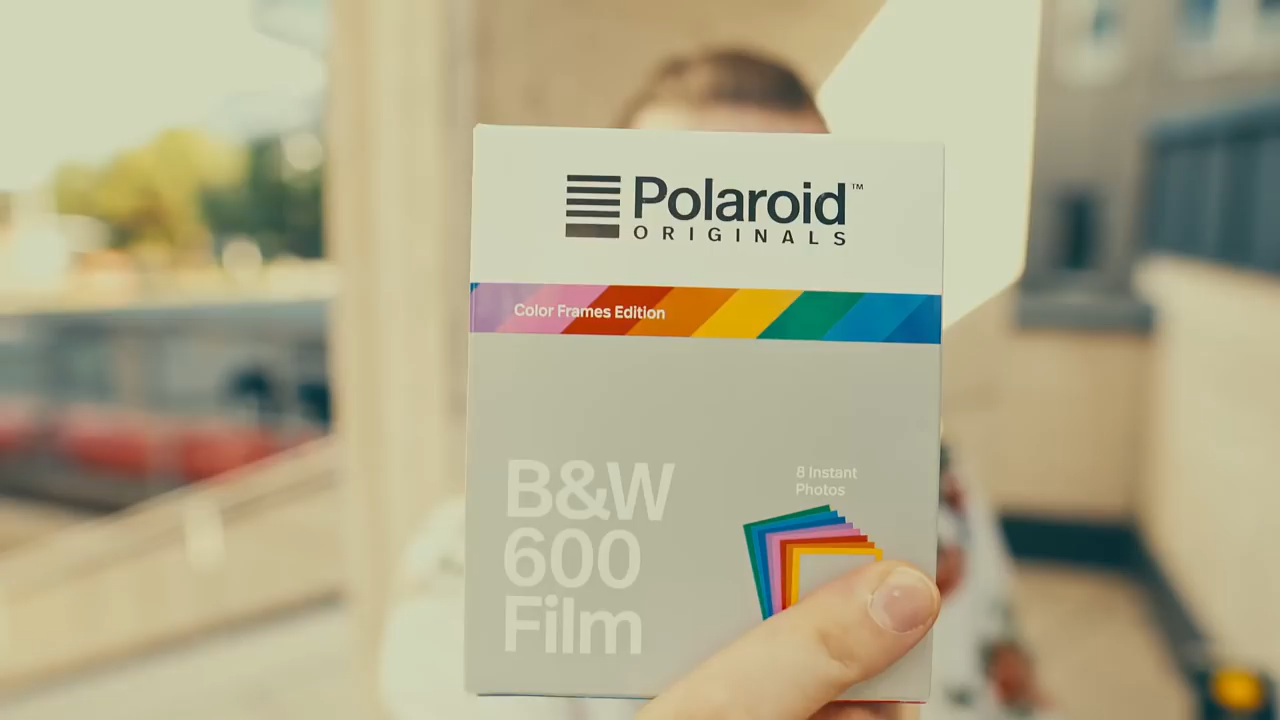 Polaroid™
ORIGINALS
Color Frames Edition
8 Instant
Photos
B&W
600
Film